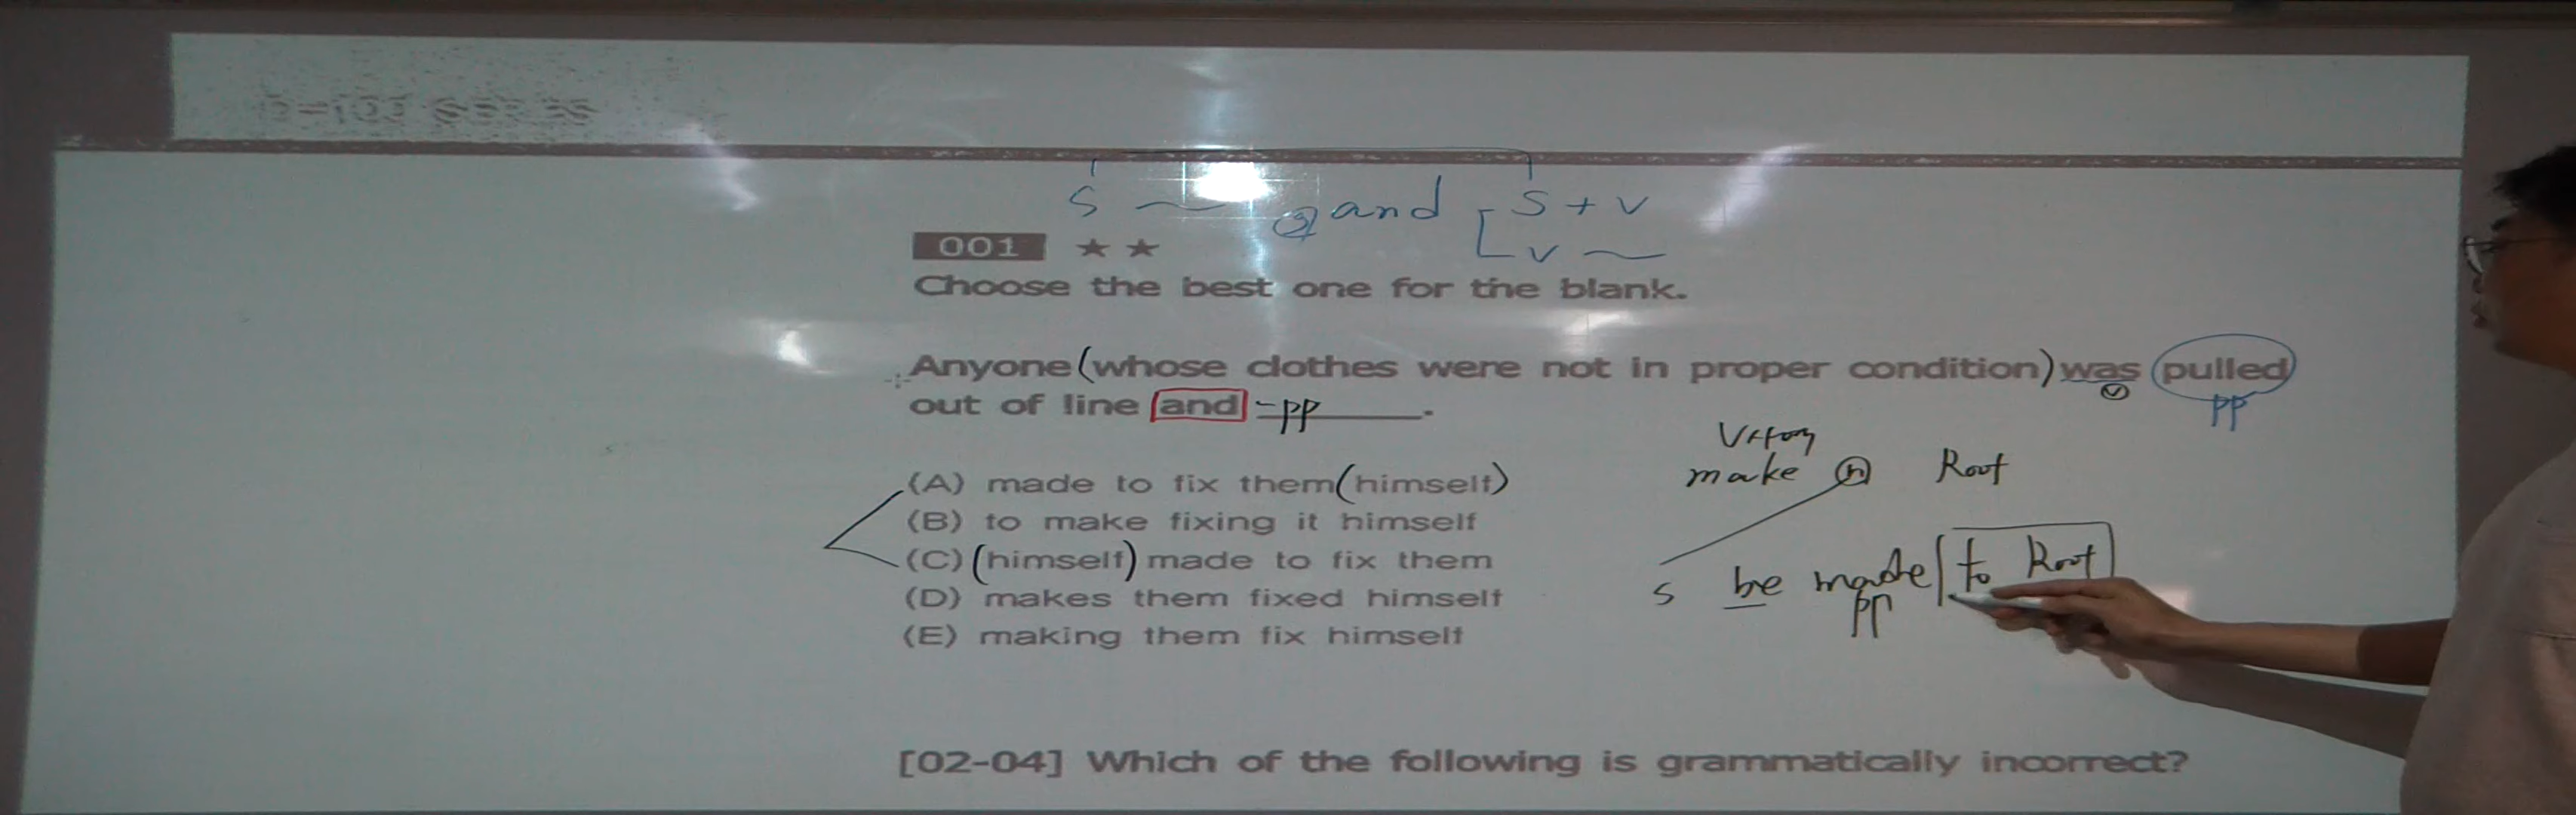 S ~ ② and [ S + V
V ~
001 ★★
Choose the best one for the blank.
Anyone (whose clothes were not in proper condition) was pulled
ⓥ pp
out of line and -pp________.
make ⓝ Root
(A) made to fix them (himself)
(B) to make fixing it himself
(C) (himself) made to fix them
S be made to Root
pp
(D) makes them fixed himself
(E) making them fix himself
[02-04] Which of the following is grammatically incorrect?